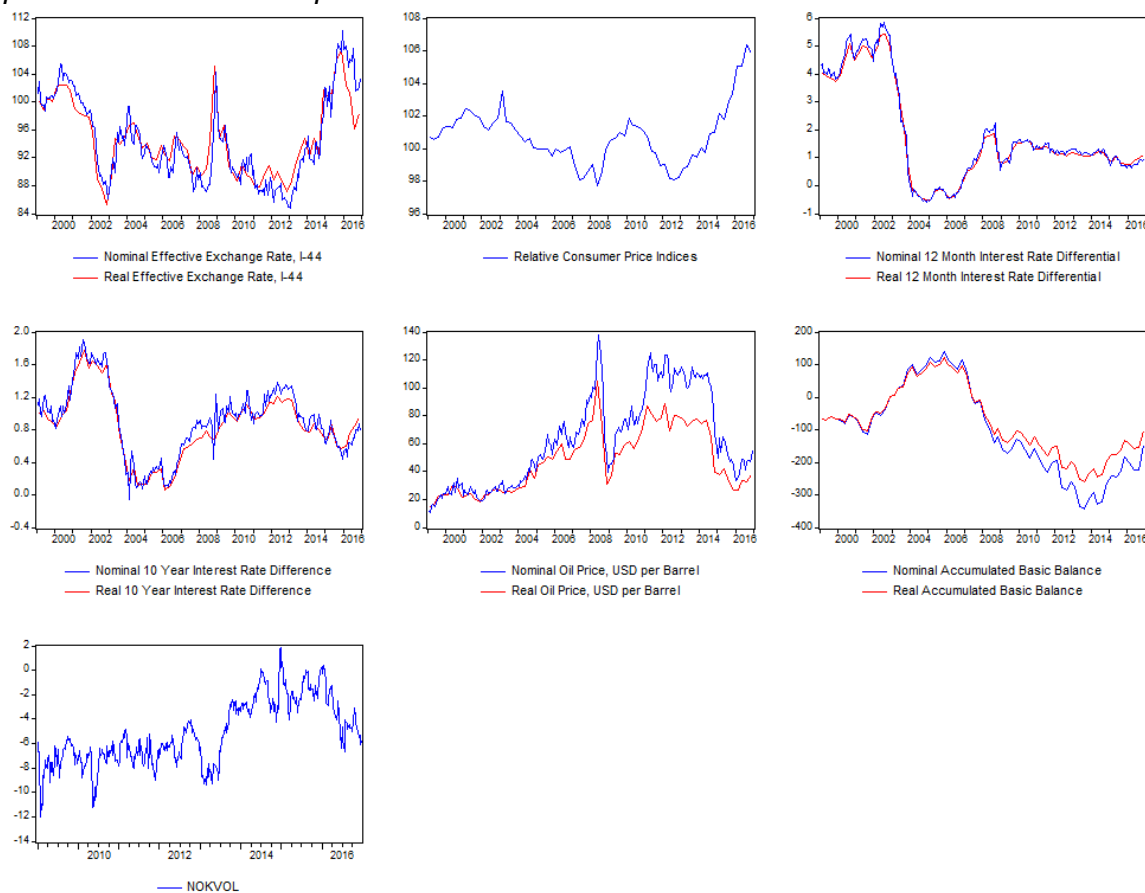 112
108
104
100
96
92
88
84
2000 2002 2004 2006 2008 2010 2012 2014 2016
Nominal Effective Exchange Rate, I-44
Real Effective Exchange Rate, I-44
108
106
104
102
100
98
96
2000 2002 2004 2006 2008 2010 2012 2014 2016
Relative Consumer Price Indices
6
5
4
3
2
1
0
-1
2000 2002 2004 2006 2008 2010 2012 2014 2016
Nominal 12 Month Interest Rate Differential
Real 12 Month Interest Rate Differential
2.0
1.6
1.2
0.8
0.4
0.0
-0.4
2000 2002 2004 2006 2008 2010 2012 2014 2016
Nominal 10 Year Interest Rate Difference
Real 10 Year Interest Rate Difference
140
120
100
80
60
40
20
0
2000 2002 2004 2006 2008 2010 2012 2014 2016
Nominal Oil Price, USD per Barrel
Real Oil Price, USD per Barrel
200
100
0
-100
-200
-300
-400
2000 2002 2004 2006 2008 2010 2012 2014 2016
Nominal Accumulated Basic Balance
Real Accumulated Basic Balance
2
0
-2
-4
-6
-8
-10
-12
-14
2010 2012 2014 2016
NOKVOL